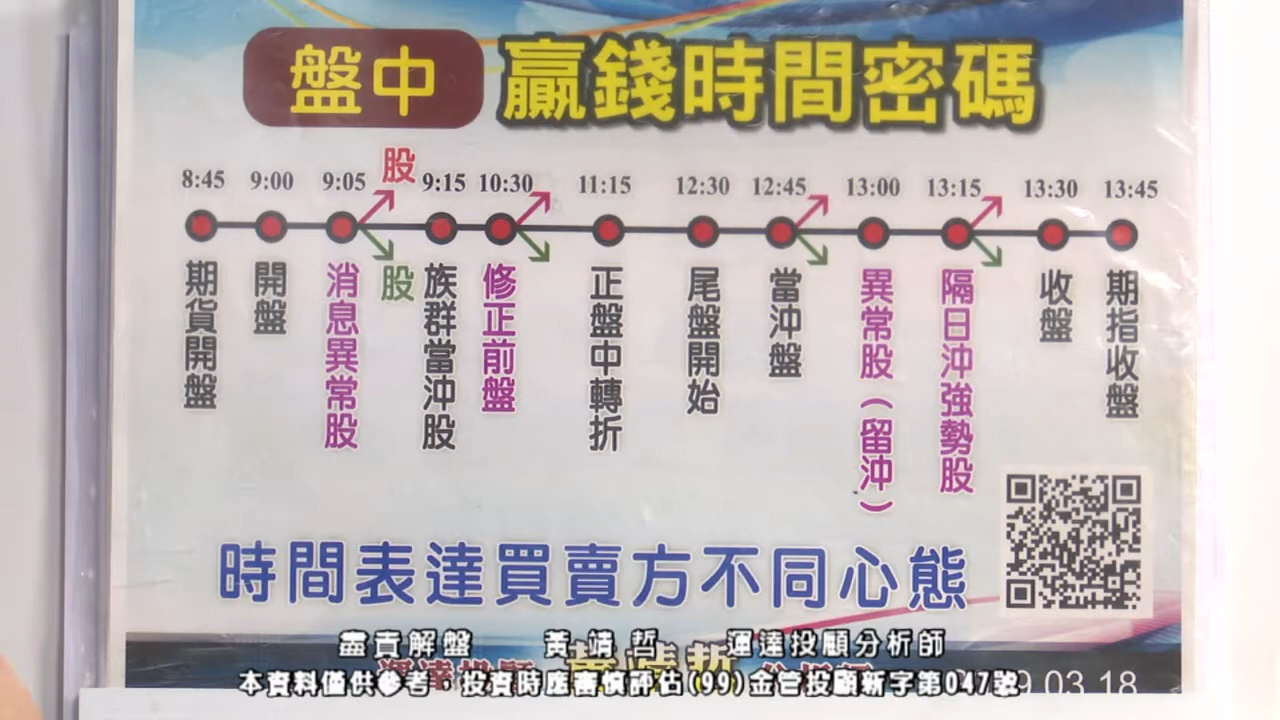 盤中 贏錢時間密碼
股
8:45 9:00 9:05 9:15 10:30 11:15 12:30 12:45 13:00 13:15 13:30 13:45
期貨開盤
開盤
消息異常股
股
族群當沖股
修正前盤
正盤中轉折
尾盤開始
當沖盤
異常股(留沖)
隔日沖強勢股
收盤
期指收盤
時間表達買賣方不同心態
盡責解盤 黃靖哲 運達投顧分析師
本資料僅供參考,投資時應審慎評估(99)金管投顧新字第047號
9.03.18